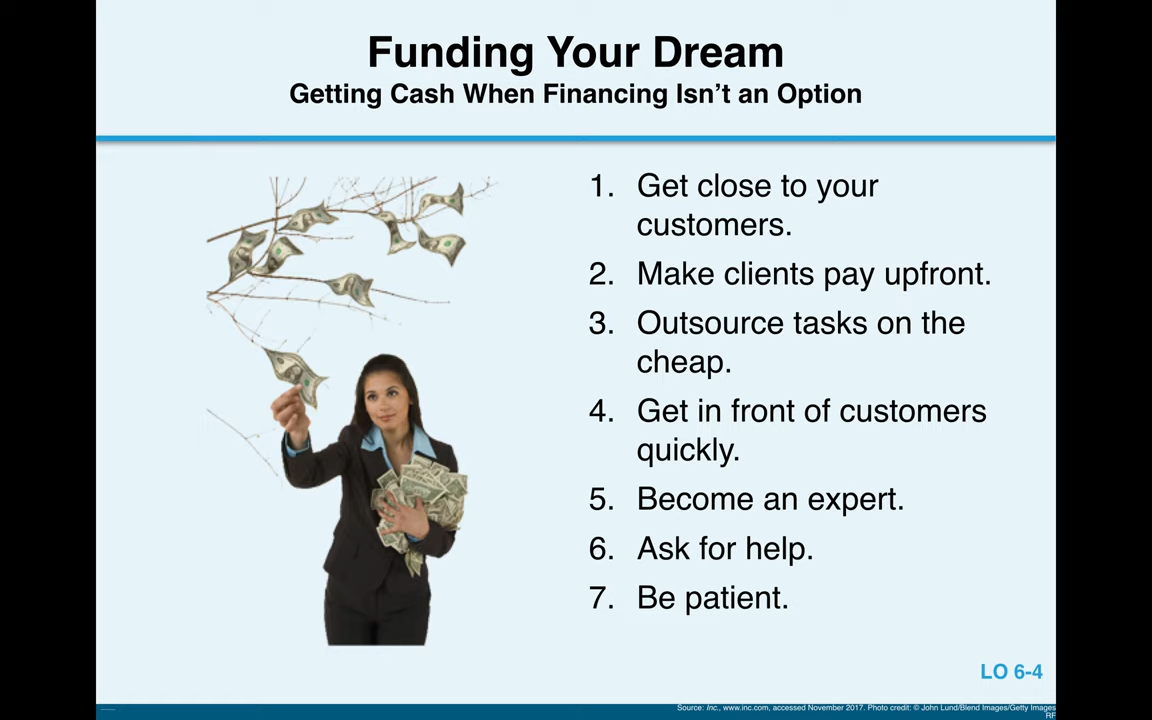 Funding Your Dream
Getting Cash When Financing Isn’t an Option
1. Get close to your
customers.
2. Make clients pay upfront.
3. Outsource tasks on the
cheap.
4. Get in front of customers
quickly.
5. Become an expert.
6. Ask for help.
7. Be patient.
LO 6-4
Source: Inc., www.inc.com, accessed November 2017. Photo credit: © John Lund/Blend Images/Getty Images
RF